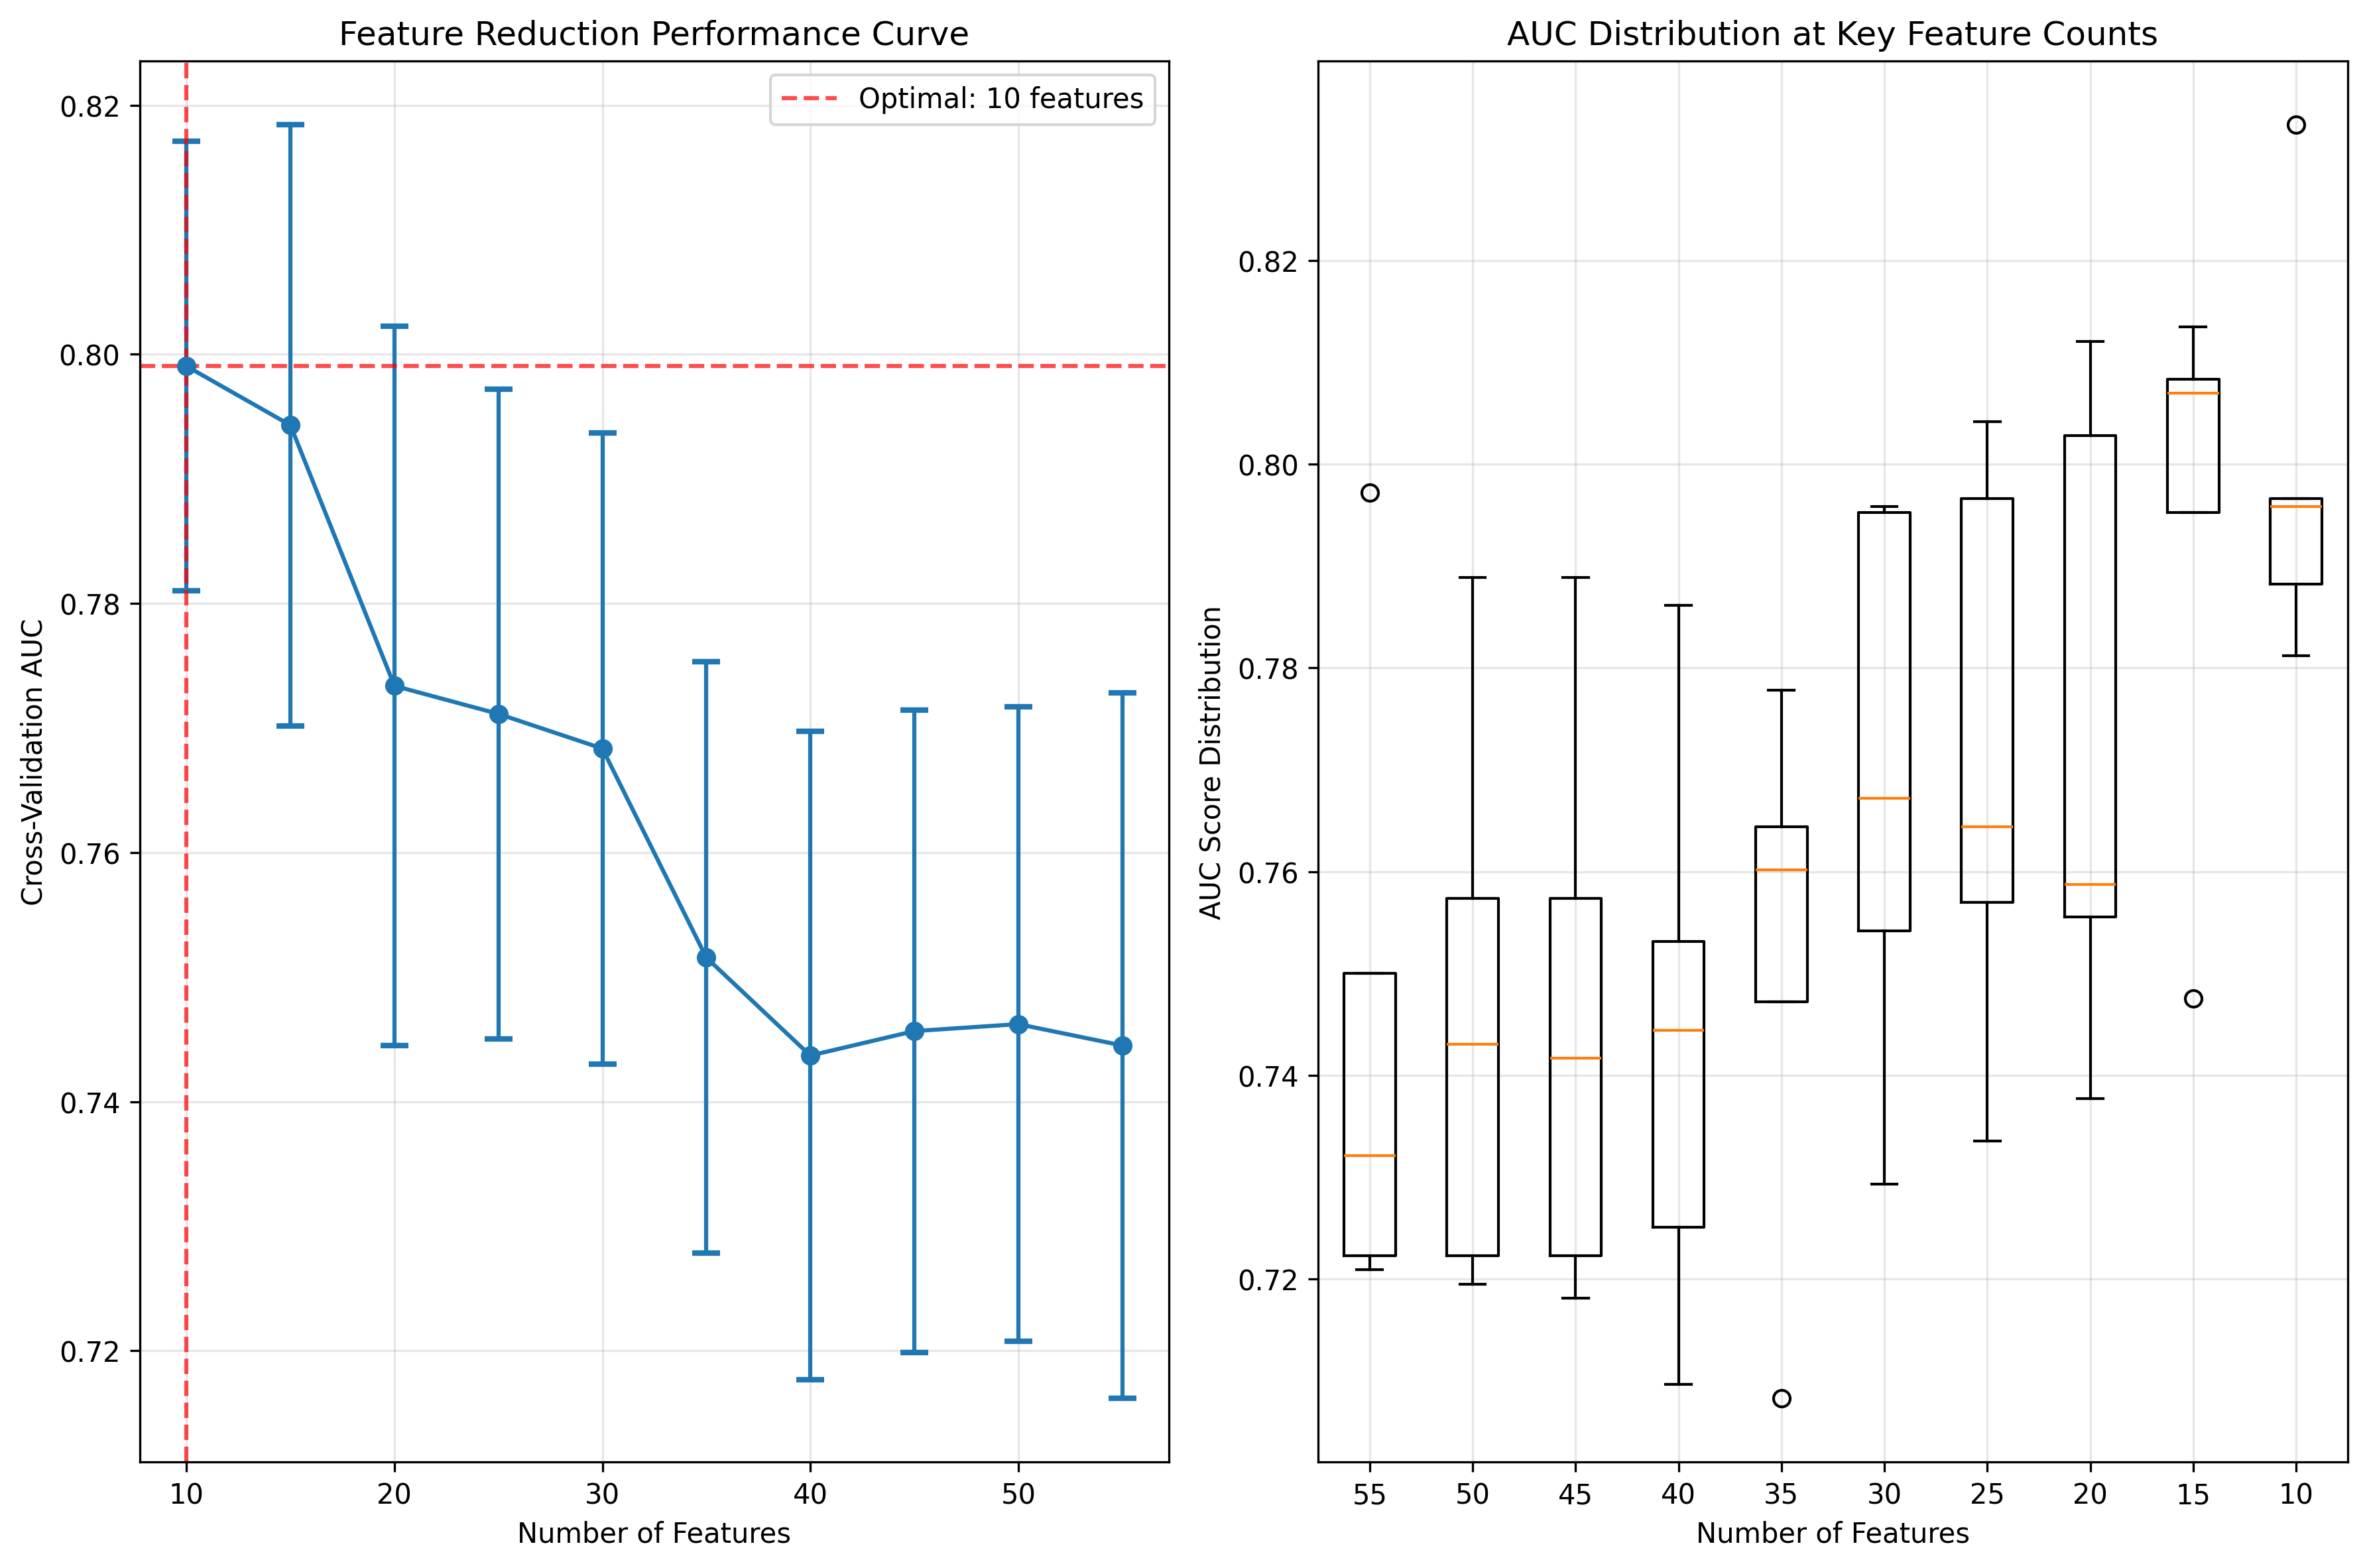 Feature Reduction Performance Curve
Optimal: 10 features
0.82
0.80
0.78
0.76
0.74
0.72
Cross-Validation AUC
10 20 30 40 50
Number of Features
AUC Distribution at Key Feature Counts
0.82
0.80
0.78
0.76
0.74
0.72
AUC Score Distribution
55 50 45 40 35 30 25 20 15 10
Number of Features